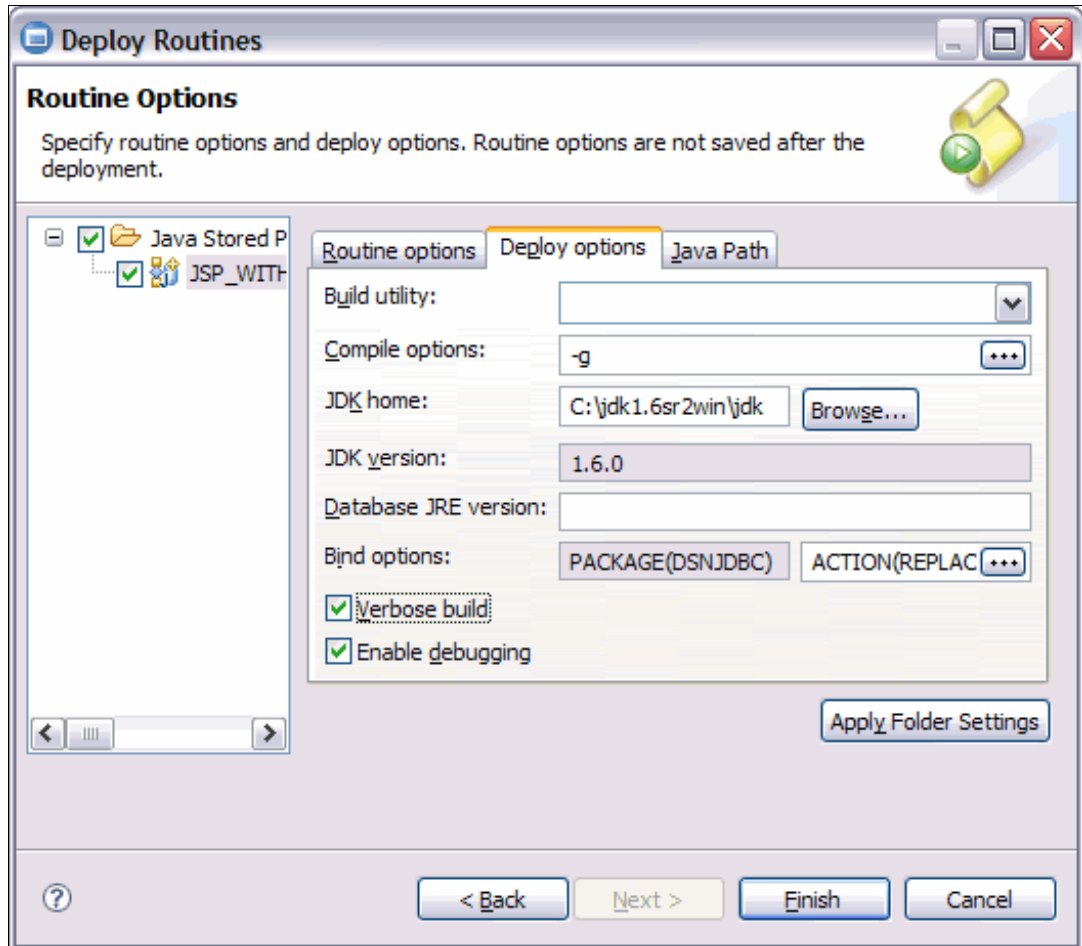 Deploy Routines
Routine Options
Specify routine options and deploy options. Routine options are not saved after the
deployment.
Java Stored P
JSP_WITH
Routine options Deploy options Java Path
Build utility:
Compile options: -g
JDK home: C:\jdk1.6sr2win\jdk Browse...
JDK version: 1.6.0
Database JRE version:
Bind options: PACKAGE(DSNJDBC) ACTION(REPLAC
Verbose build
Enable debugging
Apply Folder Settings
< Back Next > Finish Cancel